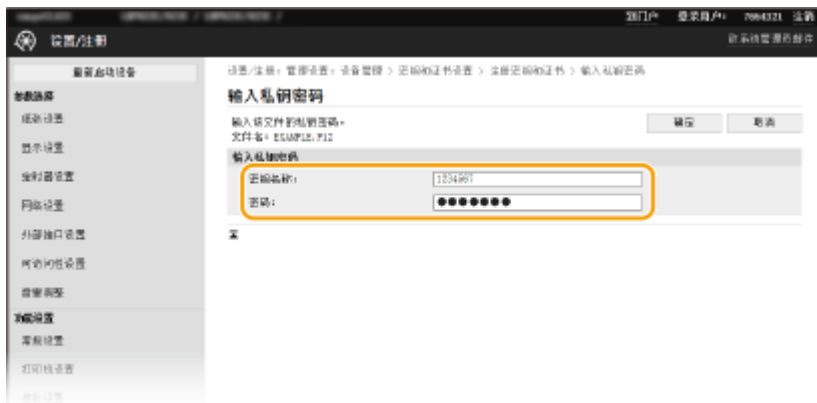 到门户 登录用户: 7654321 注销
设置/注册 致系统管理员邮件
重新启动设备
参数选择
纸张设置
显示设置
定时器设置
网络设置
外部接口设置
可访问性设置
音量调整
功能设置
常规设置
打印机设置
设置/注册: 管理设置: 设备管理 > 密钥和证书设置 > 注册密钥和证书 > 输入私钥密码
输入私钥密码
输入该文件的私钥密码。
文件名: EXAMPLE.P12
确定 取消
输入私钥密码
密钥名称: 1234567
密码: ●●●●●●●